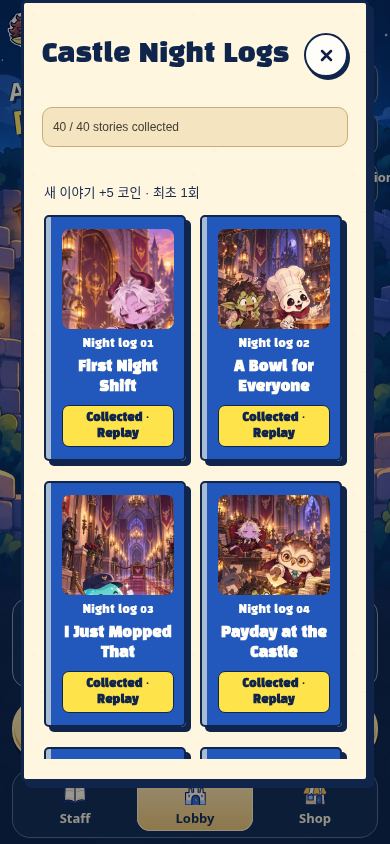 Castle Night Logs
40 / 40 stories collected
새 이야기 +5 코인 · 최초 1회
Night log 01
First Night
Shift
Collected ·
Replay
Night log 02
A Bowl for
Everyone
Collected ·
Replay
Night log 03
I Just Mopped
That
Collected ·
Replay
Night log 04
Payday at the
Castle
Collected ·
Replay
Staff
Lobby
Shop